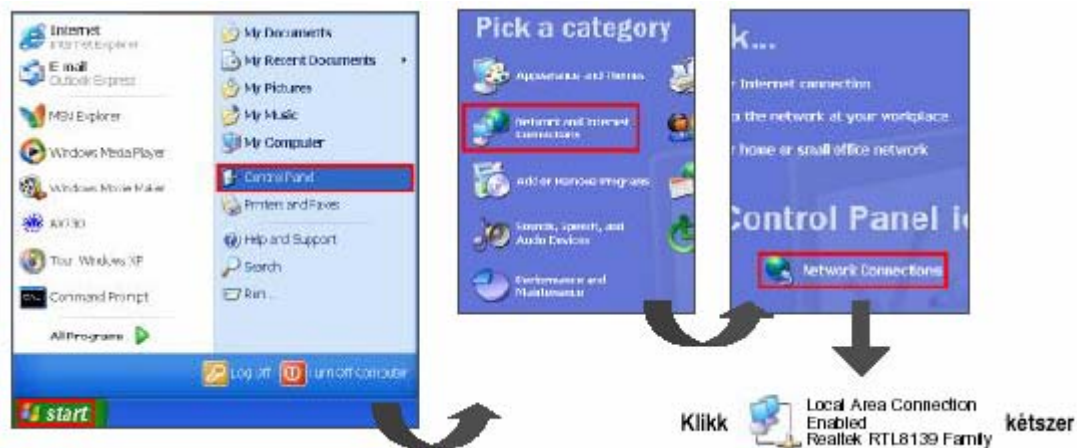 Internet
Internet Explorer
E-mail
Outlook Express
MSN Explorer
Windows Media Player
Windows Movie Maker
Tour Windows XP
Command Prompt
All Programs
My Documents
My Recent Documents
My Pictures
My Music
My Computer
Control Panel
Printers and Faxes
Help and Support
Search
Run...
Log Off
Turn Off Computer
start
Pick a category
Appearance and Themes
Network and Internet
Connections
Add or Remove Programs
Sounds, Speech, and
Audio Devices
Performance and
Maintenance
k...
r Internet connection
o the network at your workplace
r home or small office network
Control Panel
Network Connections
Klikk
Local Area Connection
Enabled
Realtek RTL8139 Family
kétszer